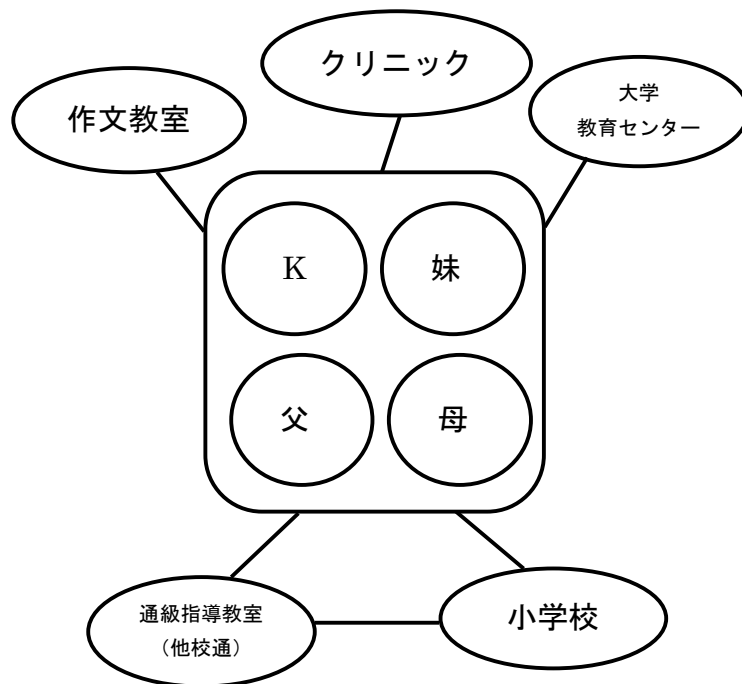 クリニック
作文教室
大学
教育センター
K
妹
父
母
通級指導教室
（他校通）
小学校